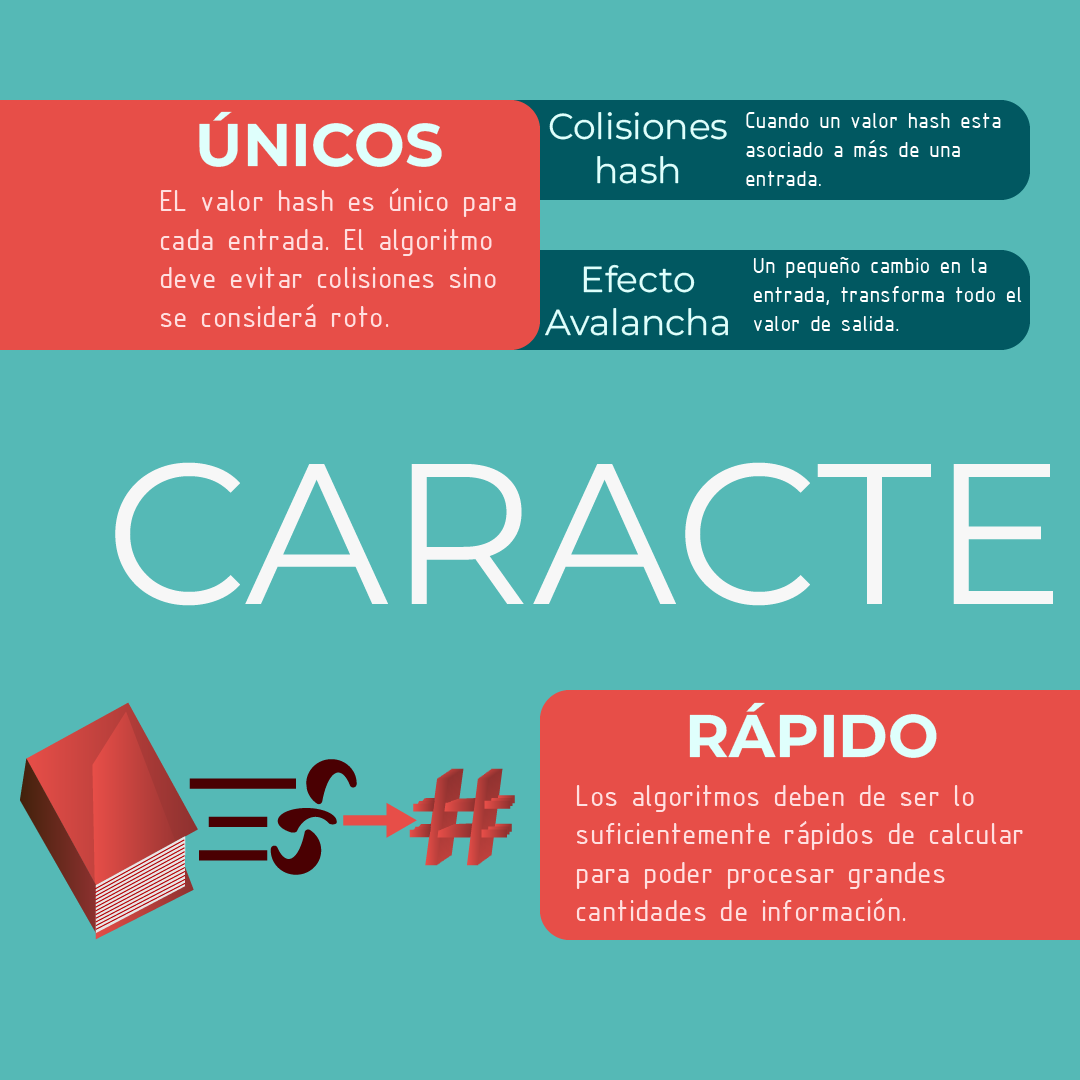 ÚNICOS
EL valor hash es único para
cada entrada. El algoritmo
deve evitar colisiones sino
se considerá roto.
Colisiones
hash
Cuando un valor hash esta
asociado a más de una
entrada.
Efecto
Avalancha
Un pequeño cambio en la
entrada, transforma todo el
valor de salida.
CARACTE
#
RÁPIDO
Los algoritmos deben de ser lo
suficientemente rápidos de calcular
para poder procesar grandes
cantidades de información.